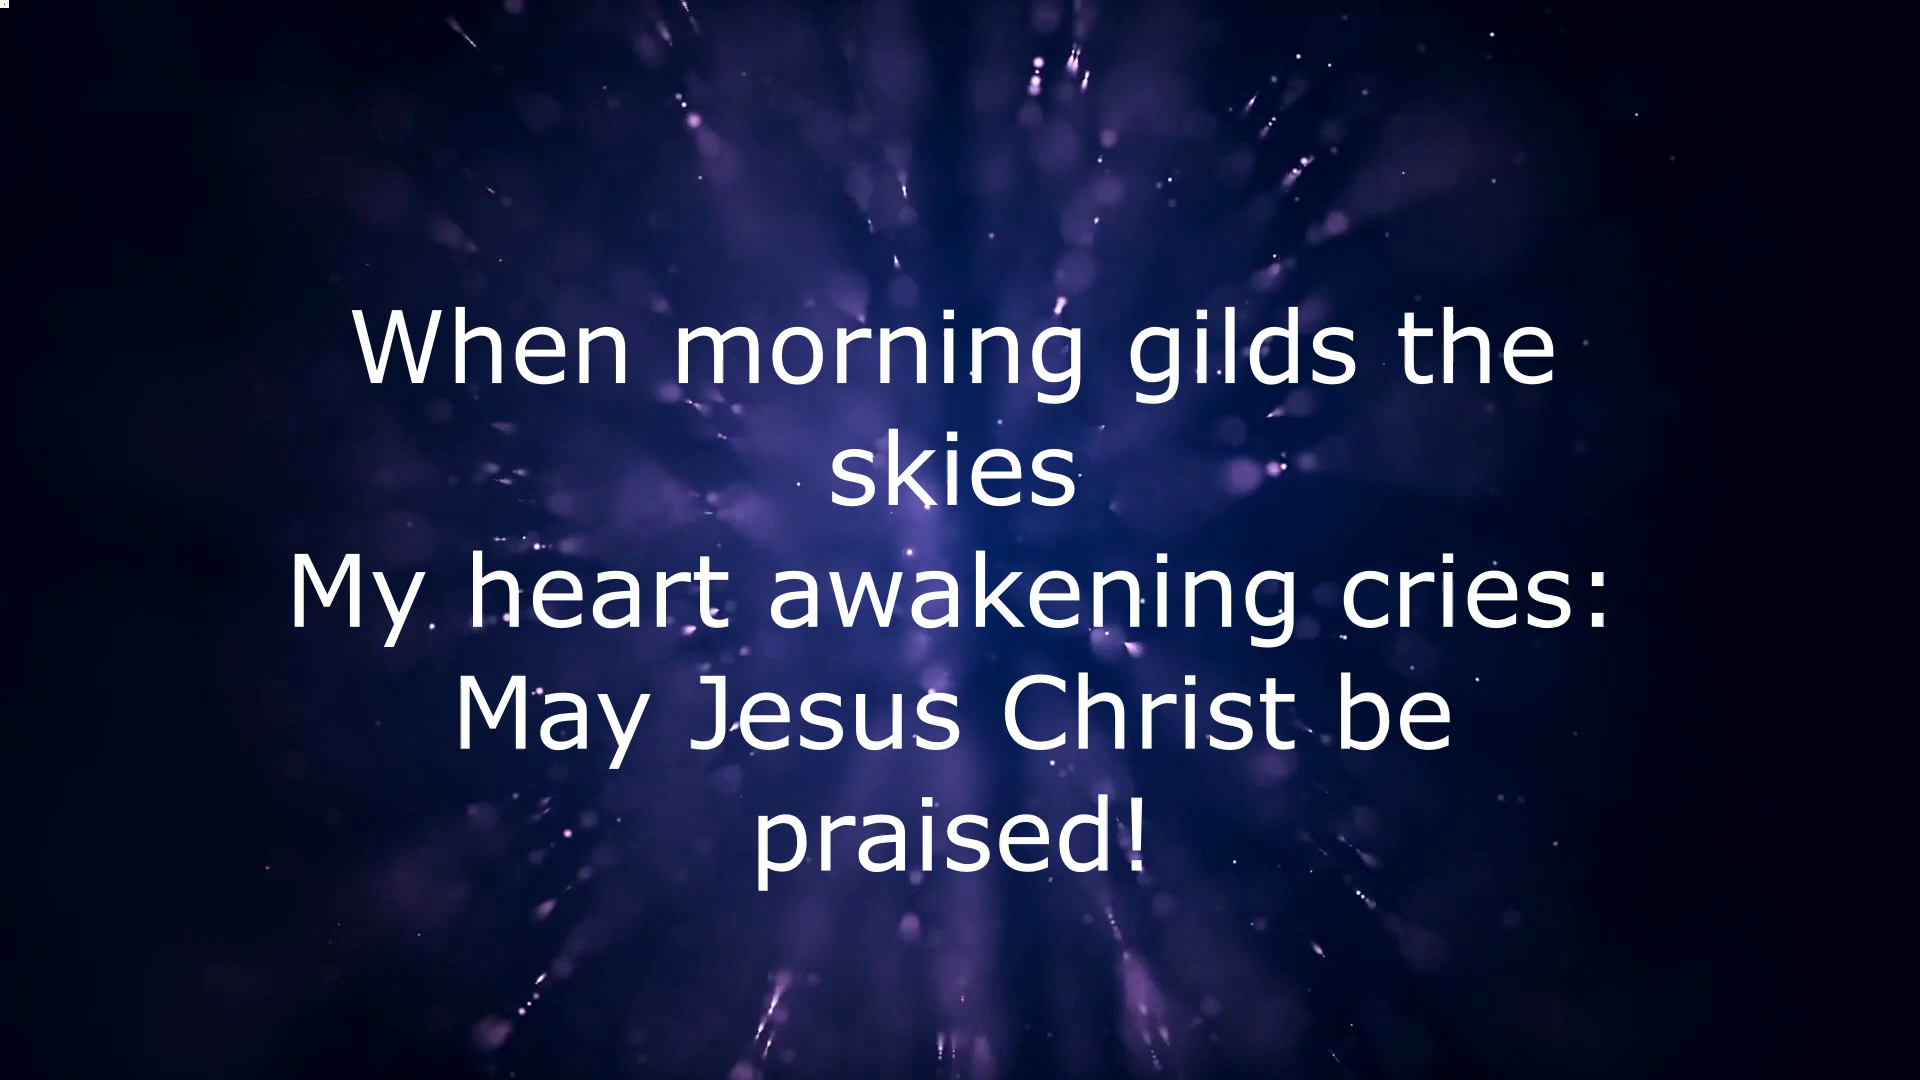 When morning gilds the
skies
My heart awakening cries:
May Jesus Christ be
praised!